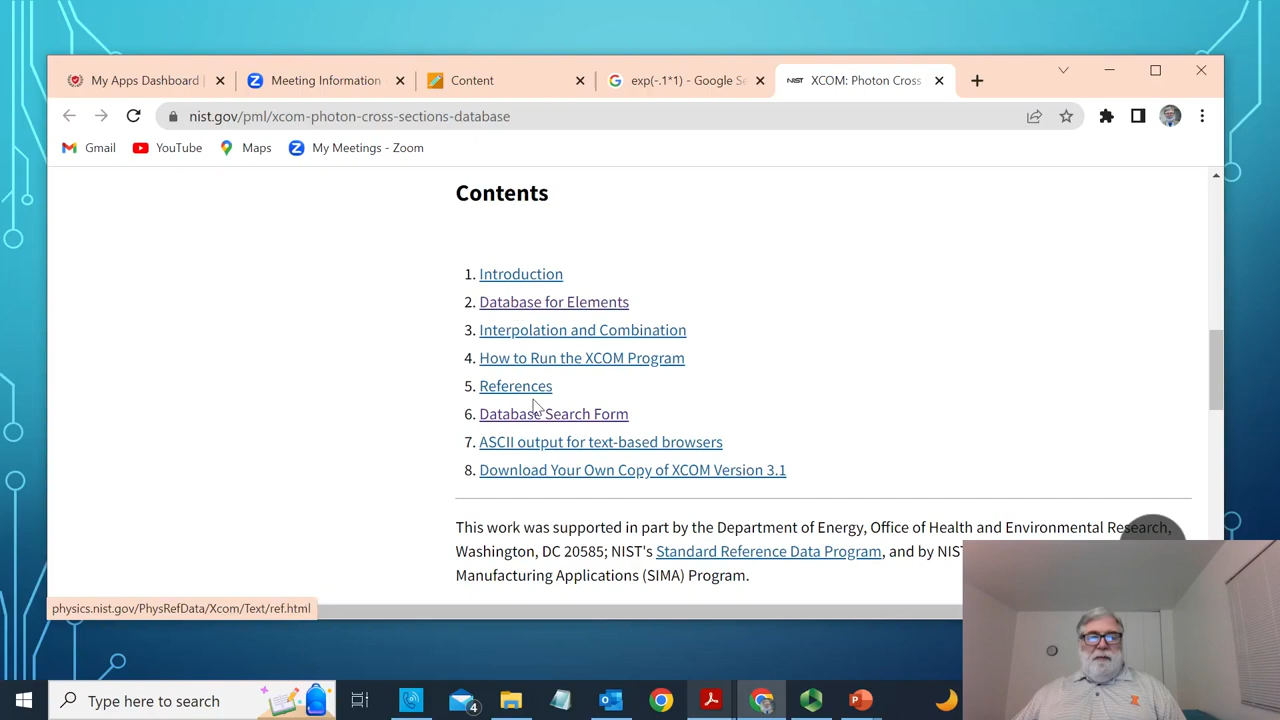 My Apps Dashboard |
Meeting Information
Content
exp(-.1*1) - Google Se
NIST XCOM: Photon Cross
nist.gov/pml/xcom-photon-cross-sections-database
Gmail
YouTube
Maps
My Meetings - Zoom
Contents
1. Introduction
2. Database for Elements
3. Interpolation and Combination
4. How to Run the XCOM Program
5. References
6. Database Search Form
7. ASCII output for text-based browsers
8. Download Your Own Copy of XCOM Version 3.1
This work was supported in part by the Department of Energy, Office of Health and Environmental Research,
Washington, DC 20585; NIST's Standard Reference Data Program, and by NIST
Manufacturing Applications (SIMA) Program.
physics.nist.gov/PhysRefData/Xcom/Text/ref.html
Type here to search
4